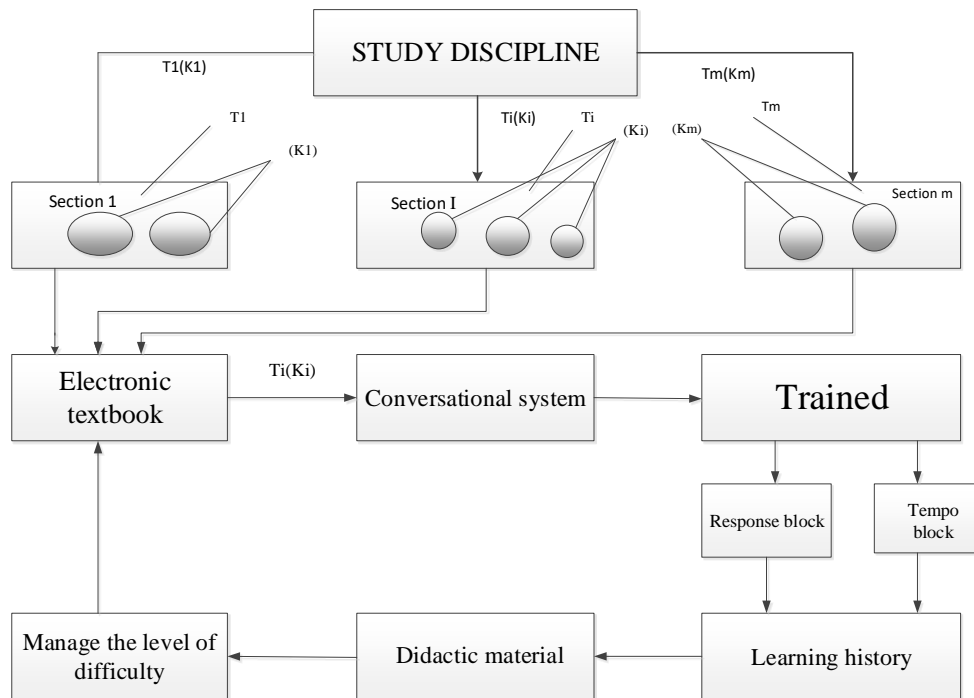 STUDY DISCIPLINE
T1(K1)
Tm(Km)
Ti(Ki)
T1
Ti
Tm
(K1)
(Ki)
(Km)
Section 1
Section I
Section m
Electronic
textbook
Ti(Ki)
Conversational system
Trained
Response block
Tempo
block
Manage the level of
difficulty
Didactic material
Learning history